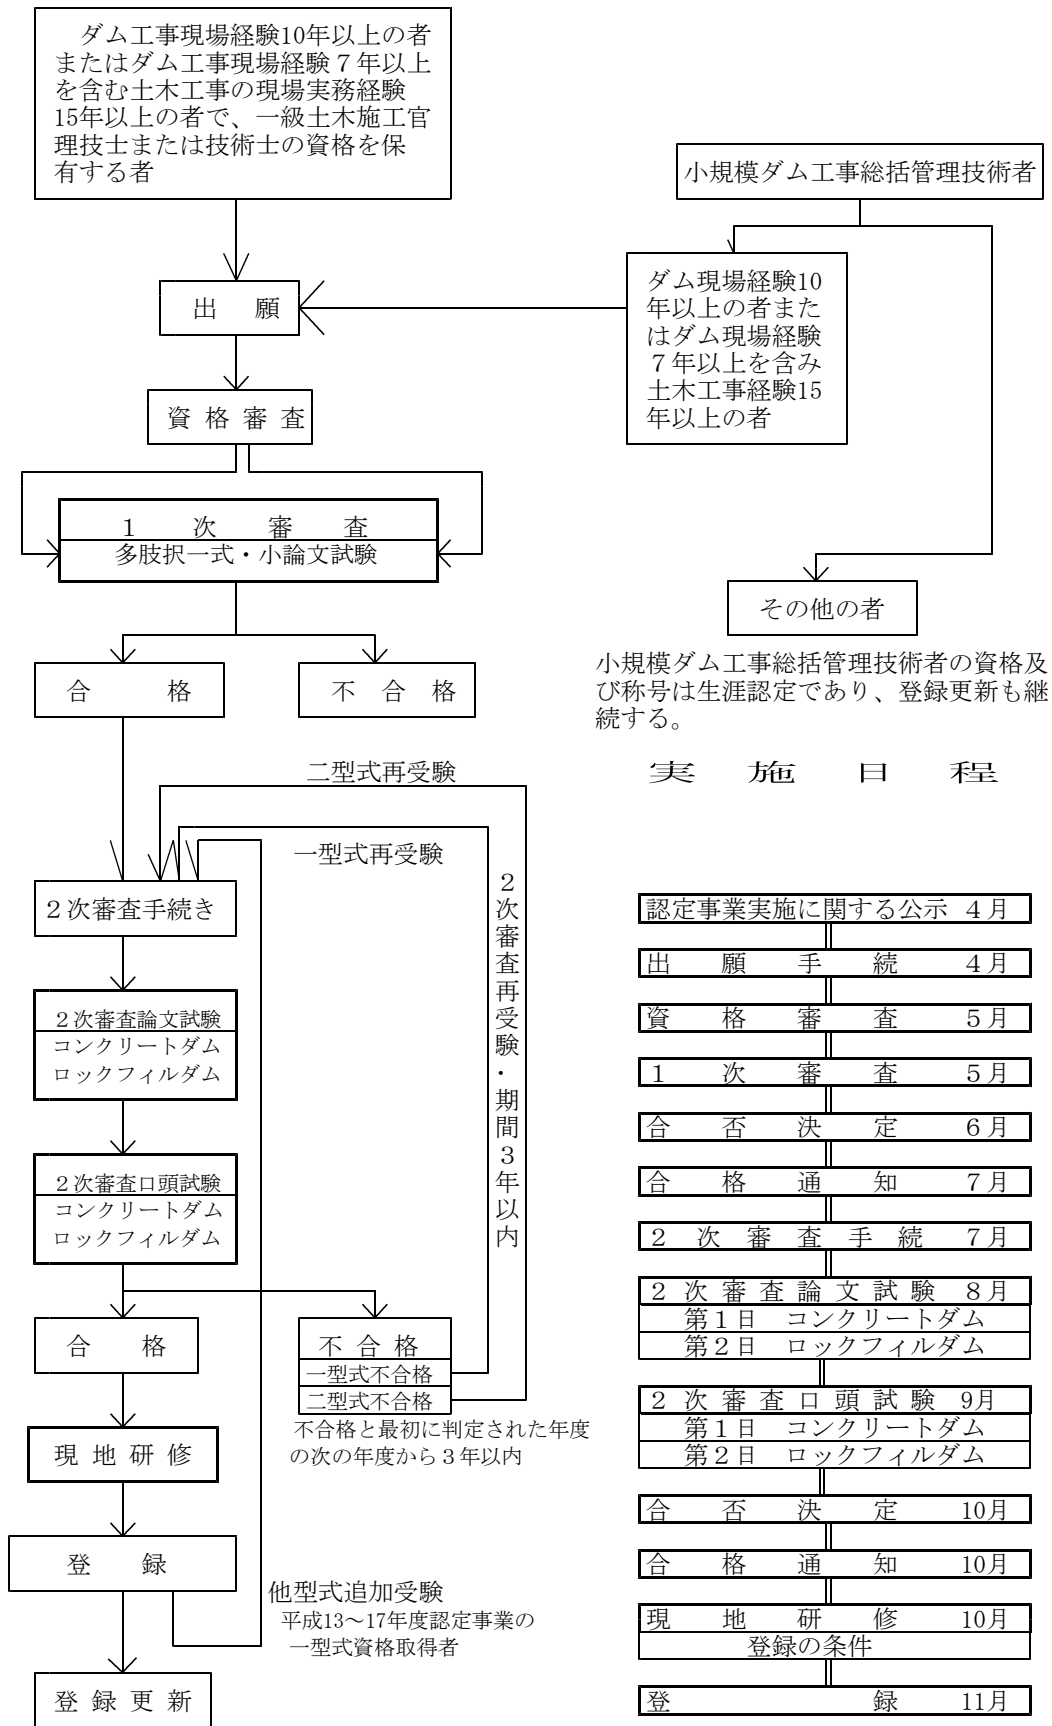 ダム工事現場経験10年以上の者
またはダム工事現場経験７年以上
を含む土木工事の現場実務経験
15年以上の者で、一級土木施工官
理技士または技術士の資格を保
有する者
小規模ダム工事総括管理技術者
ダム現場経験10
年以上の者また
はダム現場経験
７年以上を含み
土木工事経験15
年以上の者
出　願
資 格 審 査
１　次　審　査
多肢択一式・小論文試験
その他の者
合　格
不 合 格
小規模ダム工事総括管理技術者の資格及
び称号は生涯認定であり、登録更新も継
続する。
二型式再受験
一型式再受験
２次審査再受験・期間３年以内
２次審査手続き
２次審査論文試験
コンクリートダム
ロックフィルダム
２次審査口頭試験
コンクリートダム
ロックフィルダム
合　格
不 合 格
一型式不合格
二型式不合格
不合格と最初に判定された年度
の次の年度から３年以内
現 地 研 修
登　録
他型式追加受験
平成13～17年度認定事業の
一型式資格取得者
登 録 更 新
実　施　日　程
認定事業実施に関する公示 ４月
出　願　手　続　４月
資　格　審　査　５月
１　次　審　査　５月
合　否　決　定　６月
合　格　通　知　７月
２ 次 審 査 手 続 ７月
２ 次 審 査 論 文 試 験 ８月
第１日　コンクリートダム
第２日　ロックフィルダム
２ 次 審 査 口 頭 試 験 9月
第１日　コンクリートダム
第２日　ロックフィルダム
合　否　決　定　10月
合　格　通　知　10月
現　地　研　修　10月
登録の条件
登　録　11月